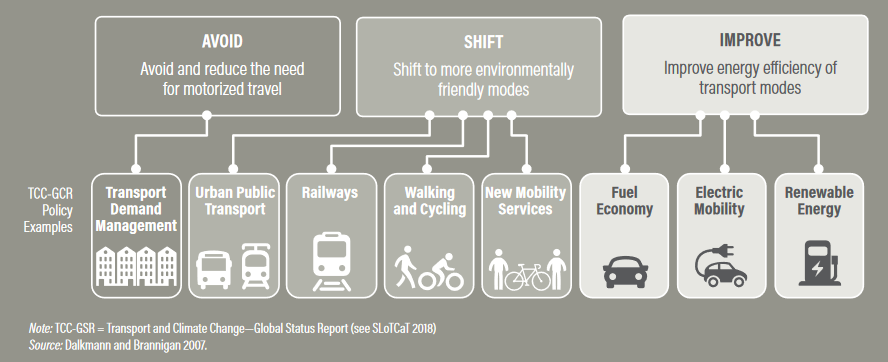 AVOID
Avoid and reduce the need
for motorized travel
SHIFT
Shift to more environmentally
friendly modes
IMPROVE
Improve energy efficiency of
transport modes
TCC-GCR
Policy
Examples
Transport
Demand
Management
Urban Public
Transport
Railways
Walking
and Cycling
New Mobility
Services
Fuel
Economy
Electric
Mobility
Renewable
Energy
Note: TCC-GSR = Transport and Climate Change—Global Status Report (see SLoTCaT 2018)
Source: Dalkmann and Brannigan 2007.